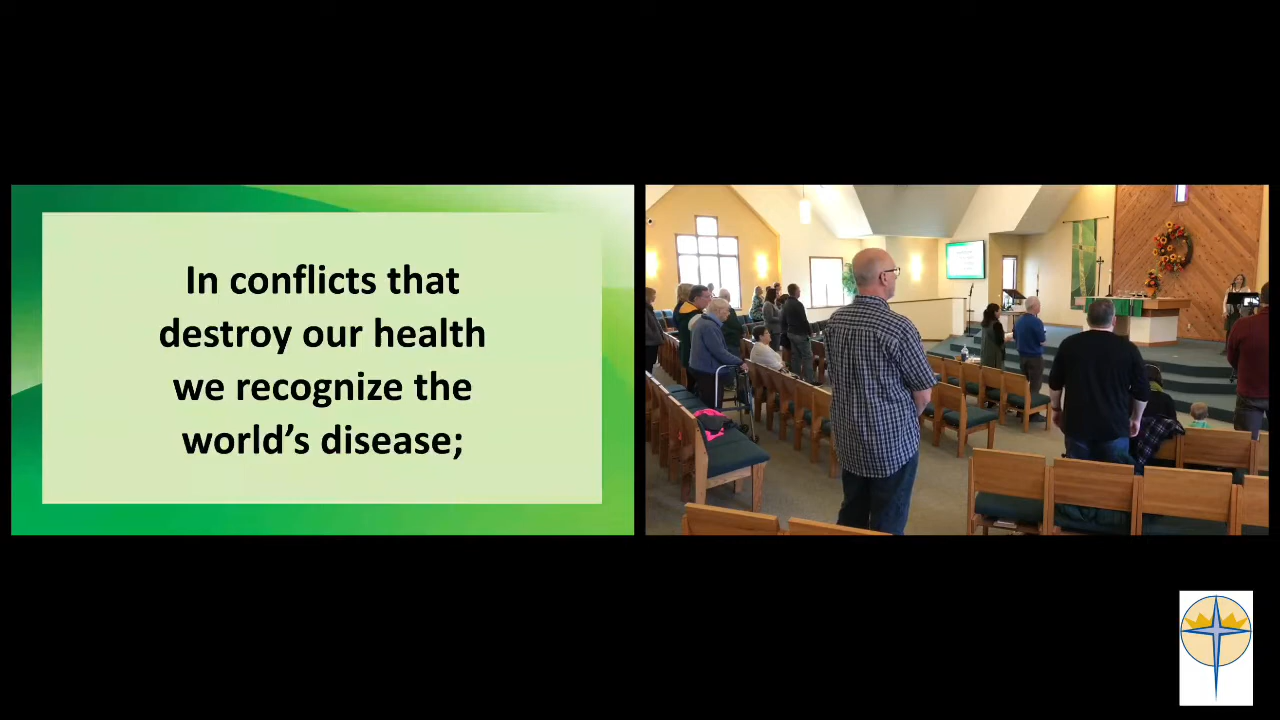 In conflicts that
destroy our health
we recognize the
world's disease;